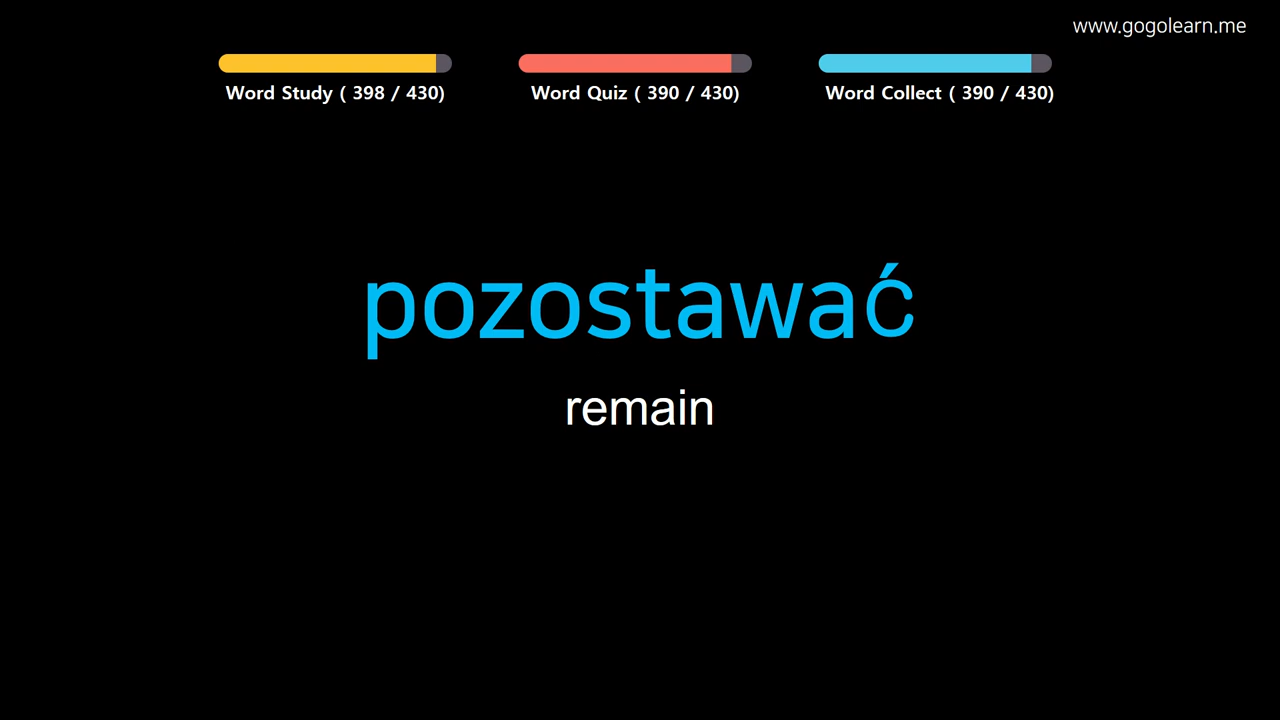 www.gogolearn.me
Word Study ( 398 / 430)
Word Quiz ( 390 / 430)
Word Collect ( 390 / 430)
pozostawać
remain